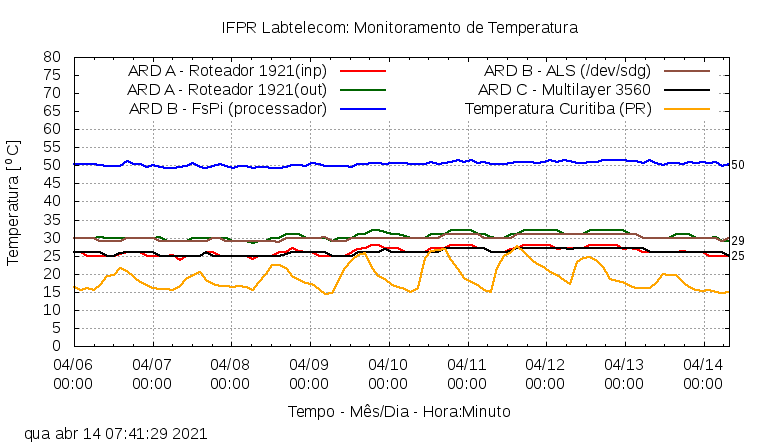 IFPR Labtelecom: Monitoramento de Temperatura
80
75
70
65
60
55
50
45
40
35
30
25
20
15
10
5
0
Temperatura [ºC]
ARD A - Roteador 1921(inp)
ARD A - Roteador 1921(out)
ARD B - FsPi (processador)
ARD B - ALS (/dev/sdg)
ARD C - Multilayer 3560
Temperatura Curitiba (PR)
50
29
25
04/06 04/07 04/08 04/09 04/10 04/11 04/12 04/13 04/14
00:00 00:00 00:00 00:00 00:00 00:00 00:00 00:00 00:00
Tempo - Mês/Dia - Hora:Minuto
qua abr 14 07:41:29 2021